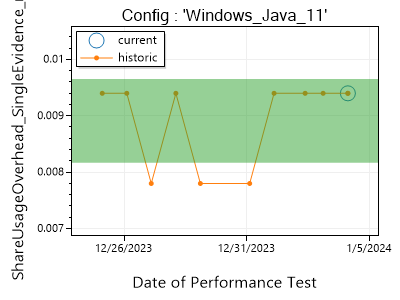 Config : 'Windows_Java_11'
current
historic
0.01
0.009
0.008
0.007
ShareUsageOverhead_SingleEvidence_
12/26/2023
12/31/2023
1/5/2024
Date of Performance Test